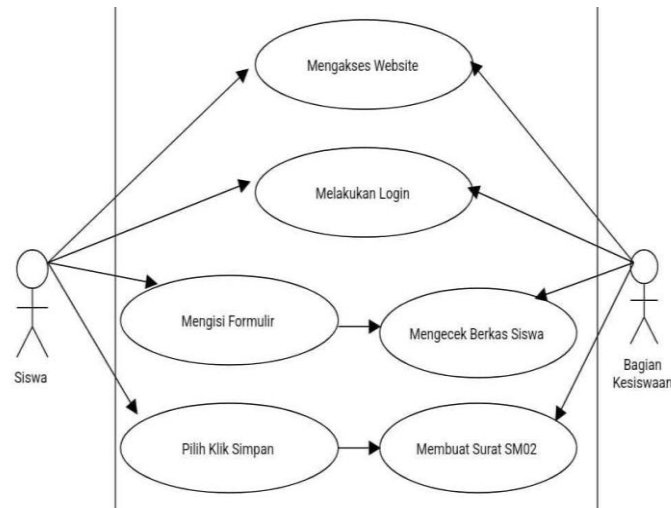 Mengakses Website
Melakukan Login
Mengisi Formulir
Mengecek Berkas Siswa
Siswa
Bagian
Kesiswaan
Pilih Klik Simpan
Membuat Surat SM02